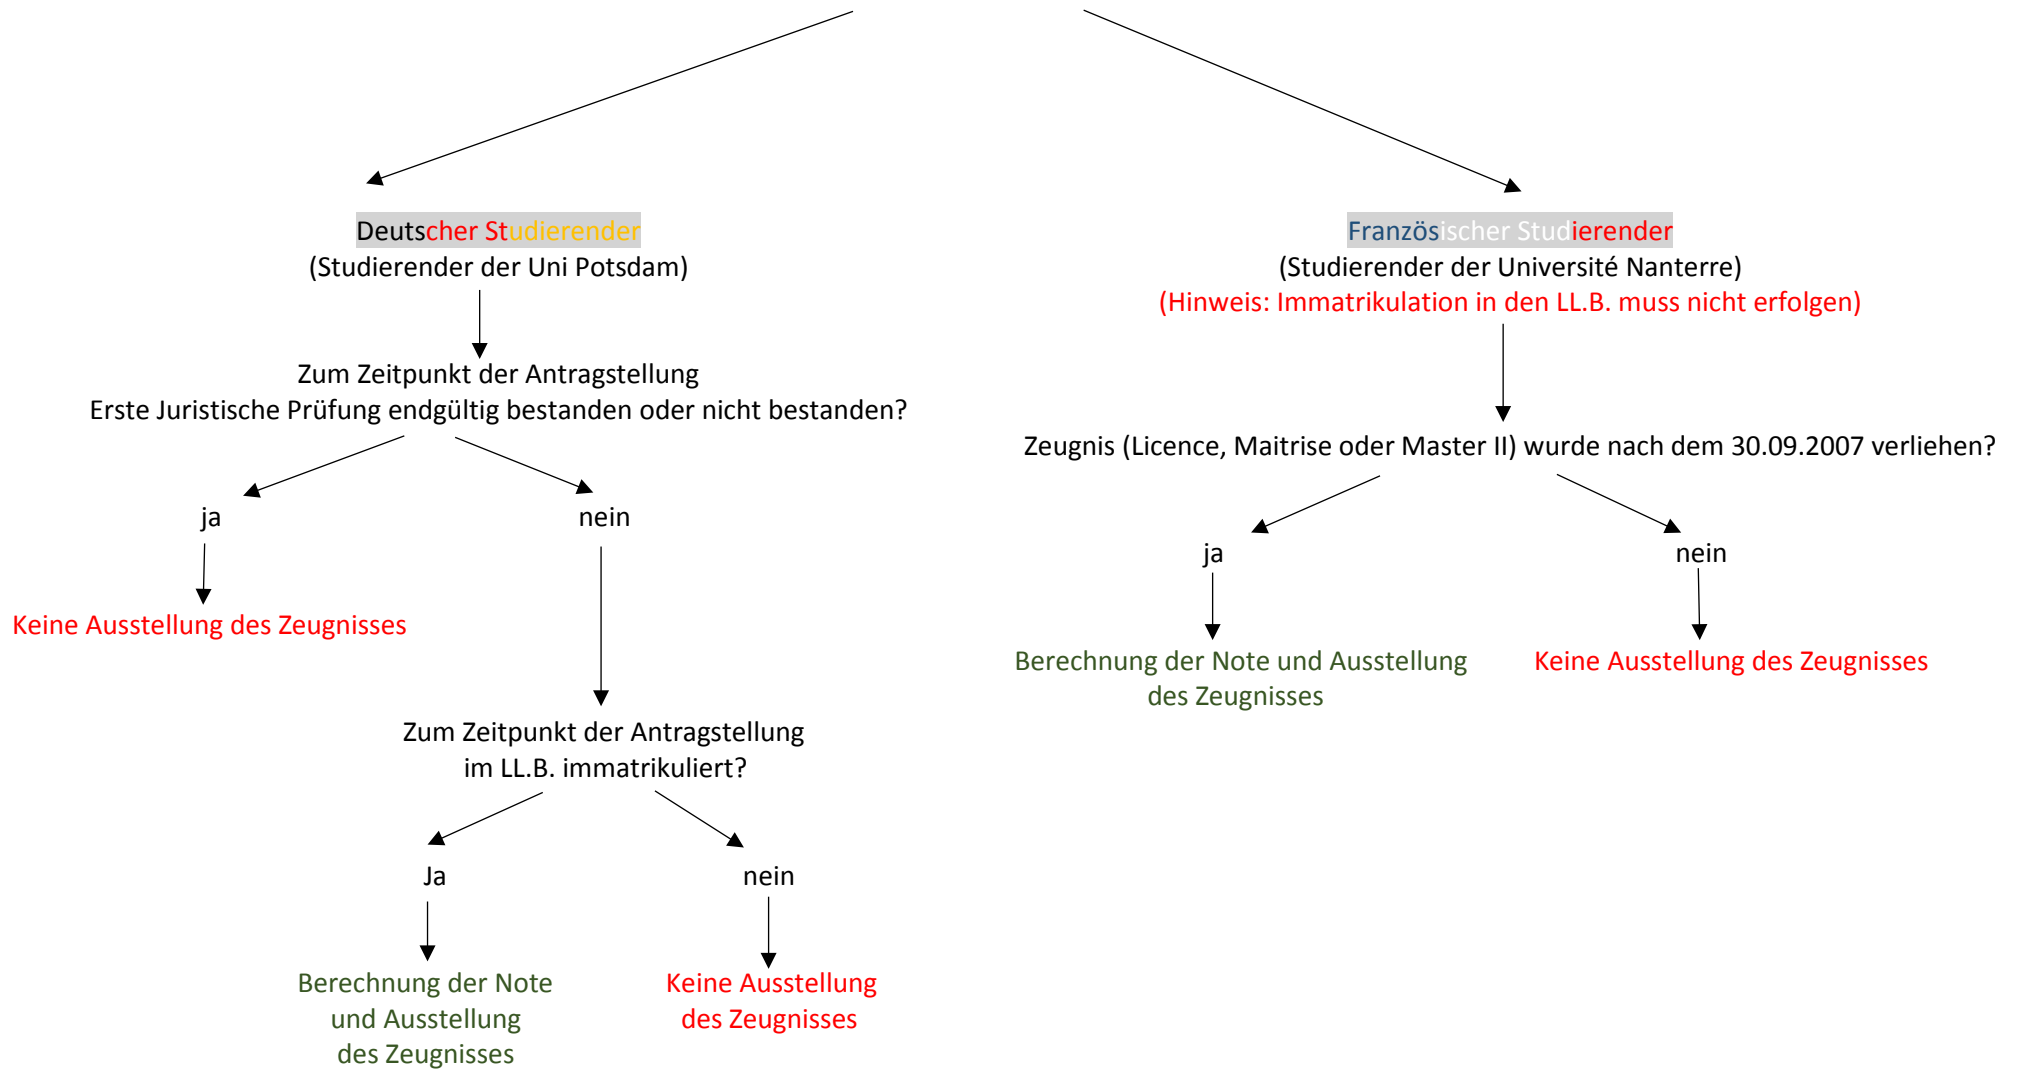 Deutscher Studierender
(Studierender der Uni Potsdam)
Zum Zeitpunkt der Antragstellung
Erste Juristische Prüfung endgültig bestanden oder nicht bestanden?
ja
nein
Keine Ausstellung des Zeugnisses
Zum Zeitpunkt der Antragstellung
im LL.B. immatrikuliert?
Ja
nein
Berechnung der Note
und Ausstellung
des Zeugnisses
Keine Ausstellung
des Zeugnisses
Französischer Studierender
(Studierender der Université Nanterre)
(Hinweis: Immatrikulation in den LL.B. muss nicht erfolgen)
Zeugnis (Licence, Maitrise oder Master II) wurde nach dem 30.09.2007 verliehen?
ja
nein
Berechnung der Note und Ausstellung
des Zeugnisses
Keine Ausstellung des Zeugnisses